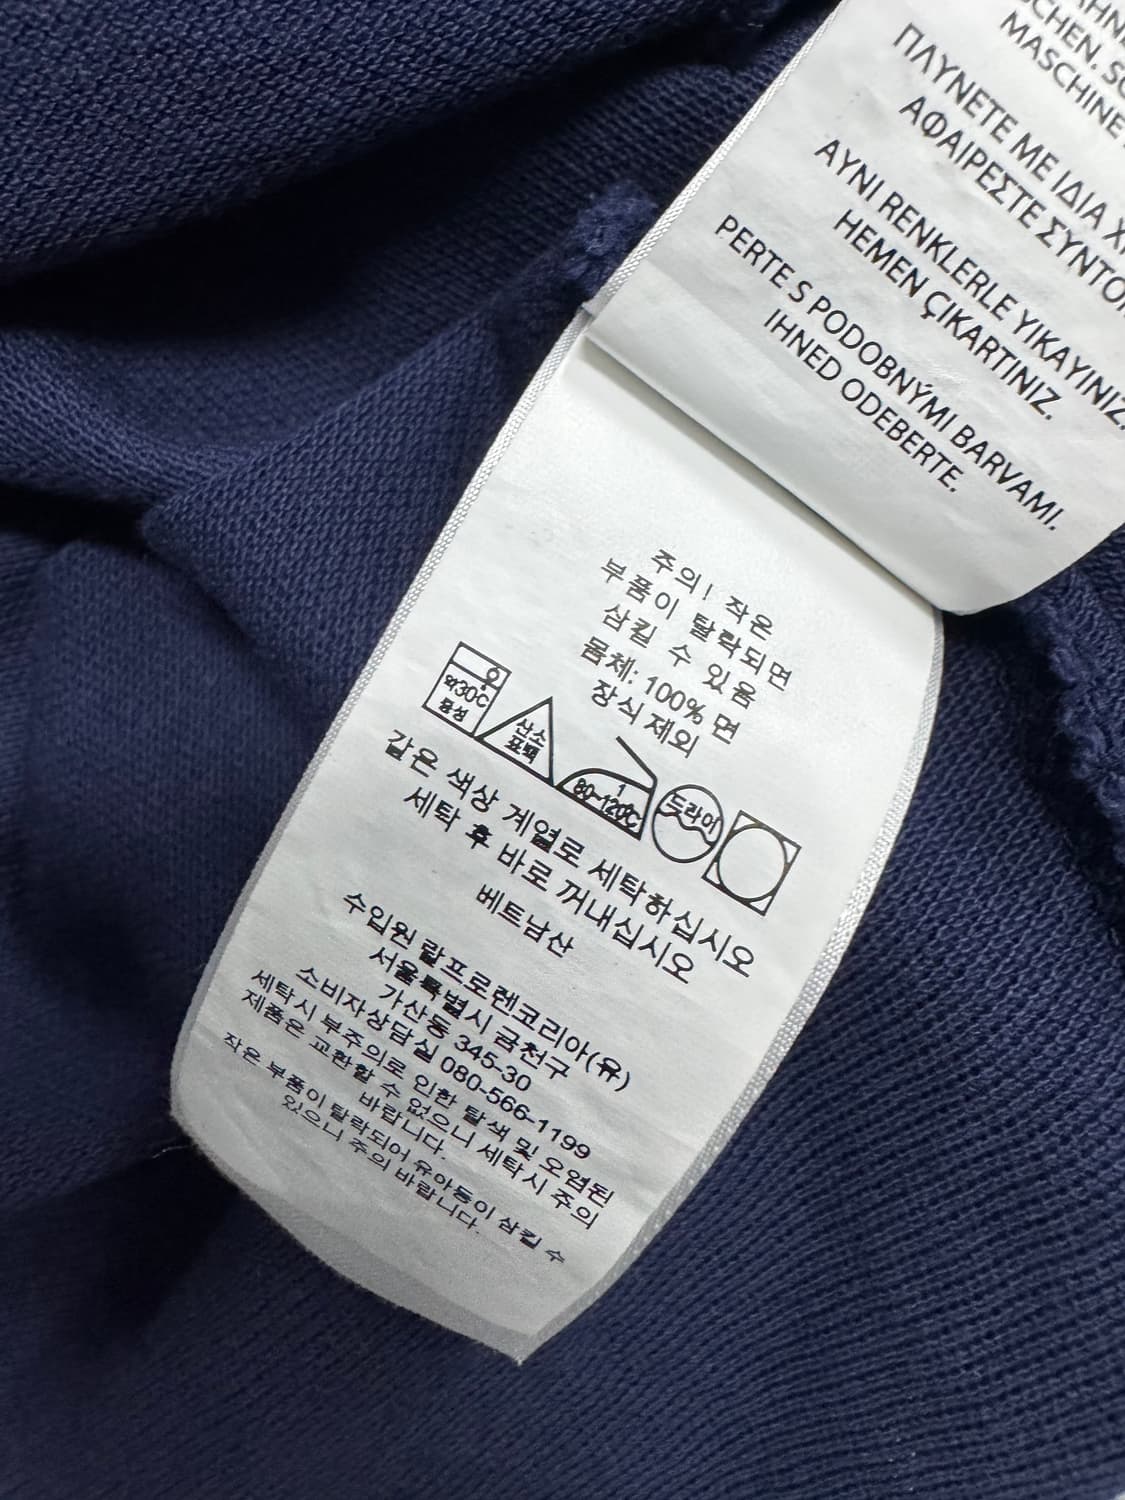 CHEN.
MASCHINE
ΠΛΥΝΕΤΕ ΜΕ ΙΔΙΑ
ΑΦΑΙΡΕΣΤΕ
AYNI RENKLERLE YIKAYINIZ.
HEMEN ÇIKARTINIZ.
PERTE S PODOBNÝMI BARVAMI.
IHNED ODEBERTE.
주의! 작은
부품이 탈락되면
삼킬 수 있음
몸체: 100% 면
장식 제외
약30℃
중성
산소
표백
80-120℃
드라이
같은 색상 계열로 세탁하십시오
세탁 후 바로 꺼내십시오
베트남산
수입원 랄프로렌코리아(유)
서울특별시 금천구
가산동 345-30
소비자상담실 080-566-1199
세탁시 부주의로 인한 탈색 및 오염된
제품은 교환할 수 없으니 세탁시 주의
바랍니다.
작은 부품이 탈락되어 유아등이 삼킬 수
있으니 주의 바랍니다.